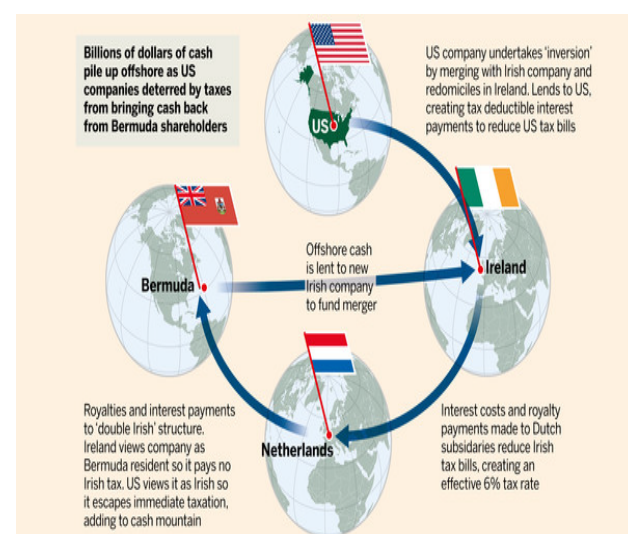 Billions of dollars of cash
pile up offshore as US
companies deterred by taxes
from bringing cash back
from Bermuda shareholders
US company undertakes ‘inversion’
by merging with Irish company and
redomiciles in Ireland. Lends to US,
creating tax deductible interest
payments to reduce US tax bills
US
Ireland
Bermuda
Offshore cash
is lent to new
Irish company
to fund merger
Netherlands
Royalties and interest payments
to ‘double Irish’ structure.
Ireland views company as
Bermuda resident so it pays no
Irish tax. US views it as Irish so
it escapes immediate taxation,
adding to cash mountain
Interest costs and royalty
payments made to Dutch
subsidaries reduce Irish
tax bills, creating an
effective 6% tax rate